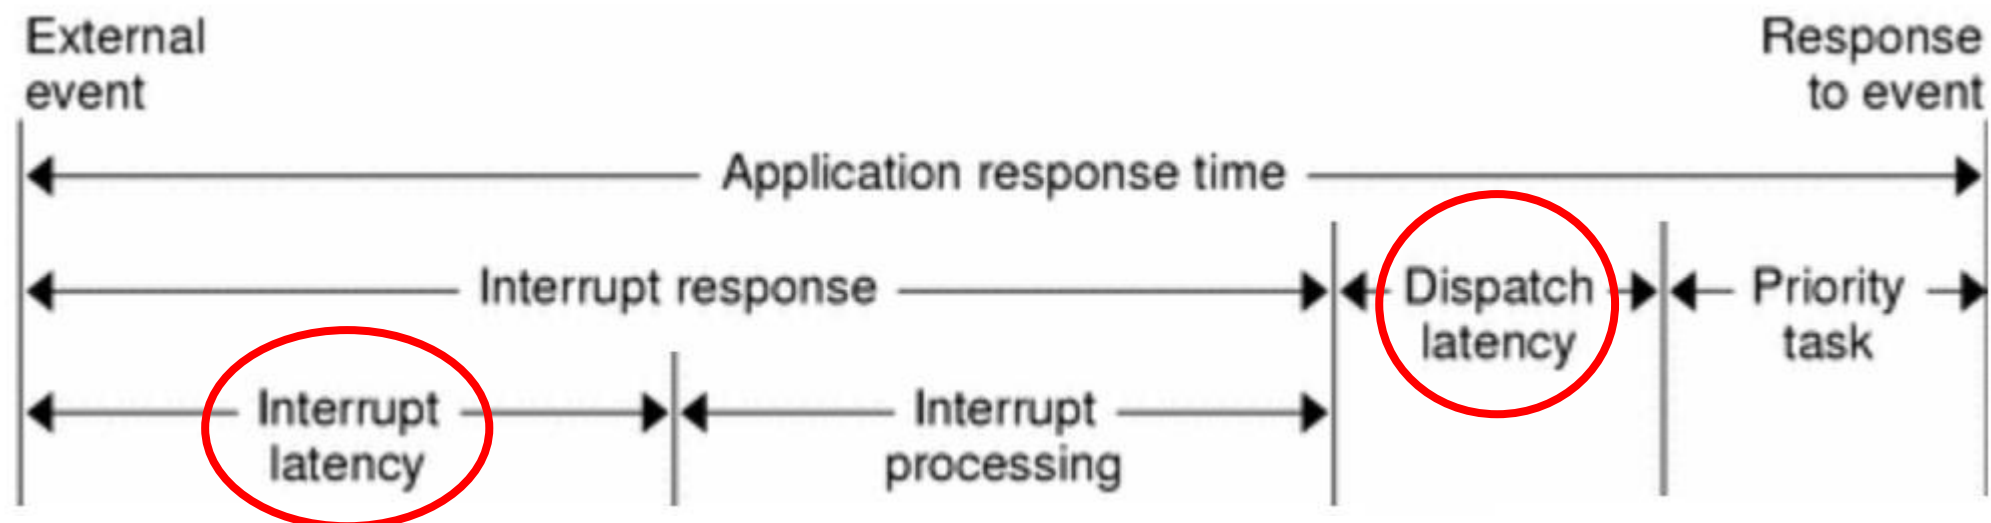 External
event
Response
to event
Application response time
Interrupt response
Dispatch
latency
Priority
task
Interrupt
latency
Interrupt
processing